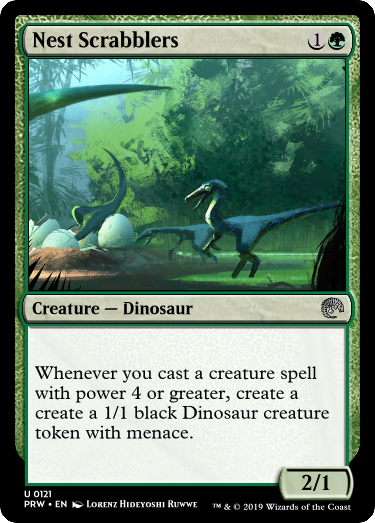 Nest Scrabblers 1
Creature — Dinosaur
Whenever you cast a creature spell
with power 4 or greater, create a
create a 1/1 black Dinosaur creature
token with menace.
2/1
U 0121
PRW • EN Lorenz Hideyoshi Ruwwe
™ & © 2019 Wizards of the Coast